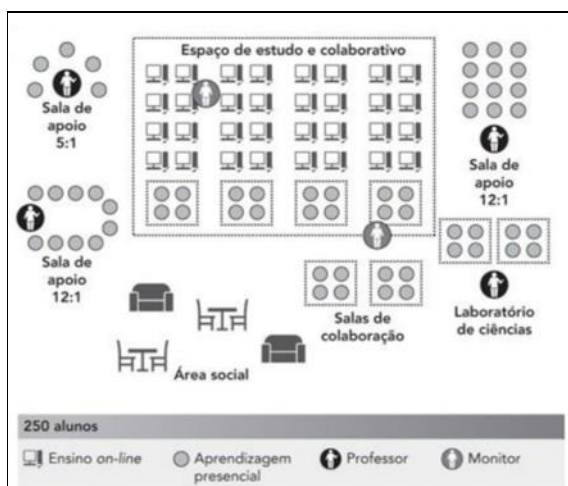 Espaço de estudo e colaborativo
Sala de
apoio
5:1
Sala de
apoio
12:1
Sala de
apoio
12:1
Laboratório
de ciências
Salas de
colaboração
Área social
250 alunos
Ensino on-line
Aprendizagem
presencial
Professor
Monitor